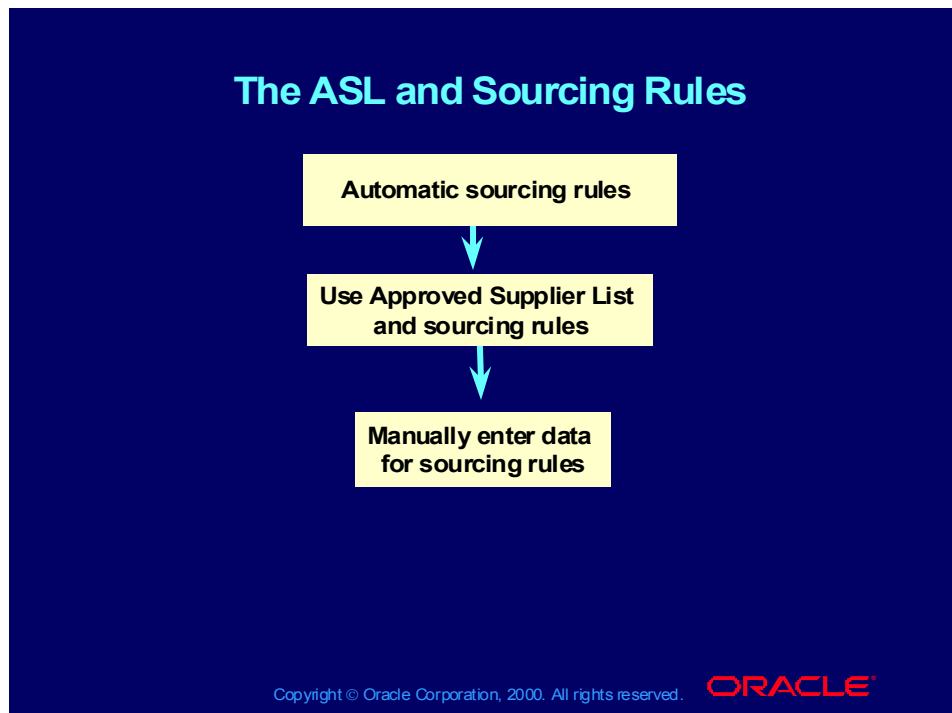 The ASL and Sourcing Rules
Automatic sourcing rules
Use Approved Supplier List
and sourcing rules
Manually enter data
for sourcing rules
Copyright © Oracle Corporation, 2000. All rights reserved.
ORACLE®